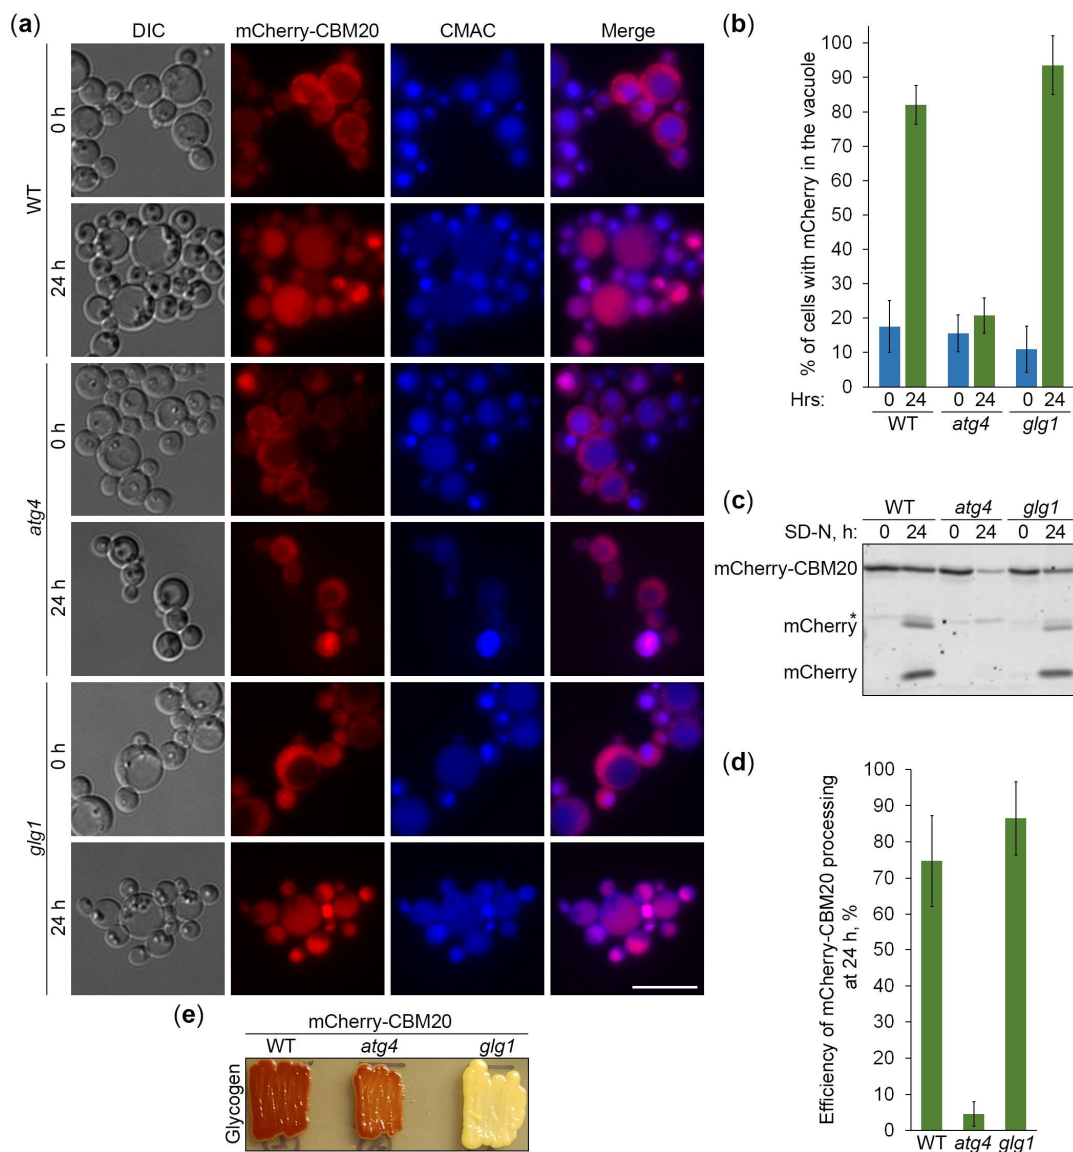 (a)
DIC
mCherry-CBM20
CMAC
Merge
WT
0 h
24 h
atg4
0 h
24 h
glg1
0 h
24 h
(b)
% of cells with mCherry in the vacuole
100
90
80
70
60
50
40
30
20
10
0
Hrs: 0 24 0 24 0 24
WT atg4 glg1
(c)
WT atg4 glg1
SD-N, h: 0 24 0 24 0 24
mCherry-CBM20
*
mCherry
mCherry
(d)
Efficiency of mCherry-CBM20 processing
at 24 h, %
100
90
80
70
60
50
40
30
20
10
0
WT atg4 glg1
(e)
mCherry-CBM20
WT atg4 glg1
Glycogen